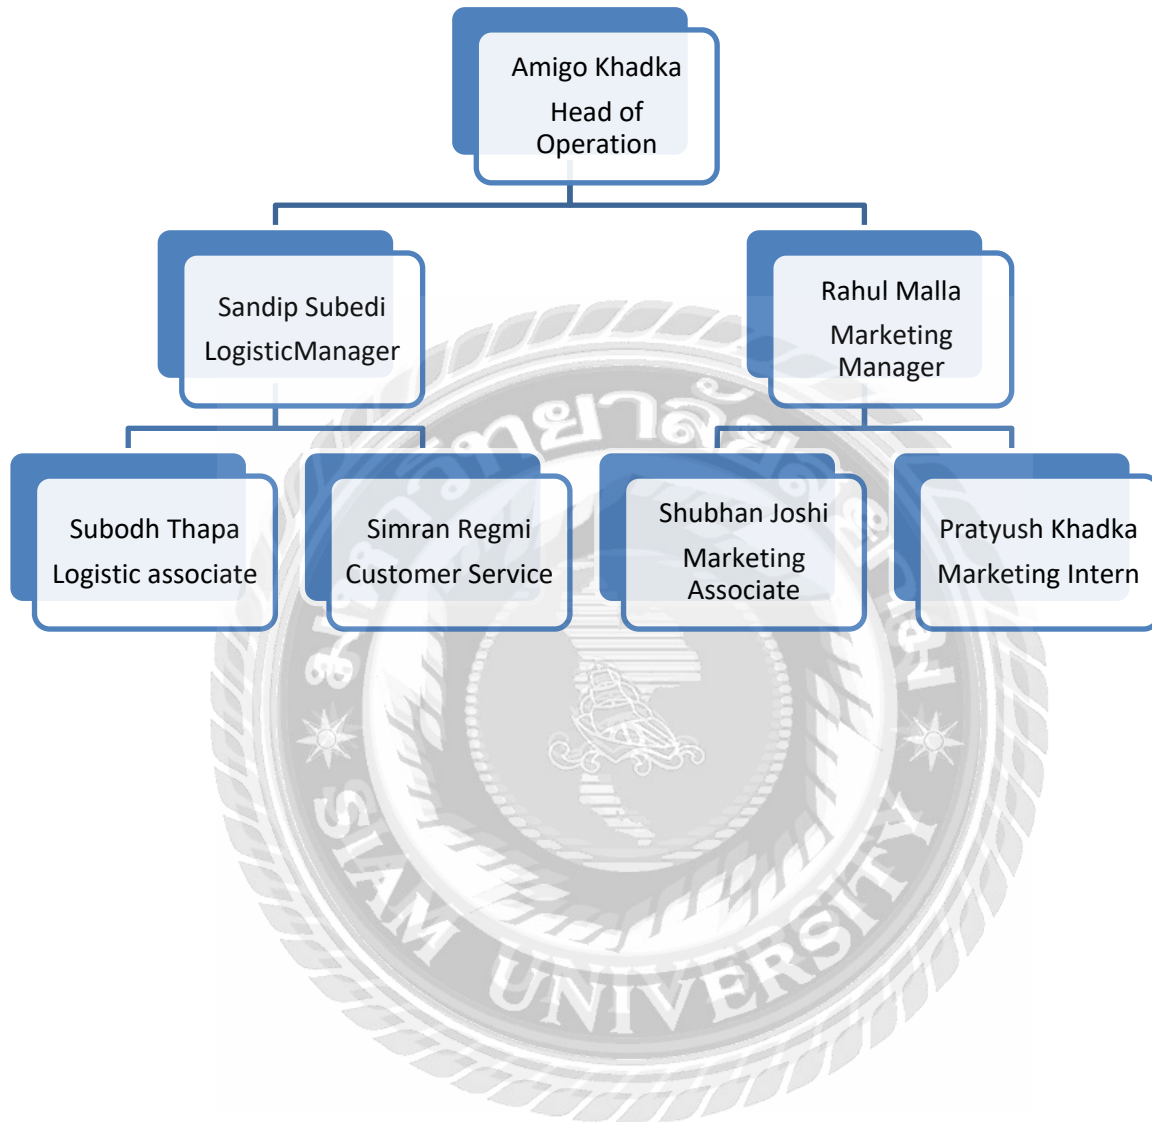 Amigo Khadka
Head of
Operation
Sandip Subedi
LogisticManager
Rahul Malla
Marketing
Manager
Subodh Thapa
Logistic associate
Simran Regmi
Customer Service
Shubhan Joshi
Marketing
Associate
Pratyush Khadka
Marketing Intern
SIAM UNIVERSITY